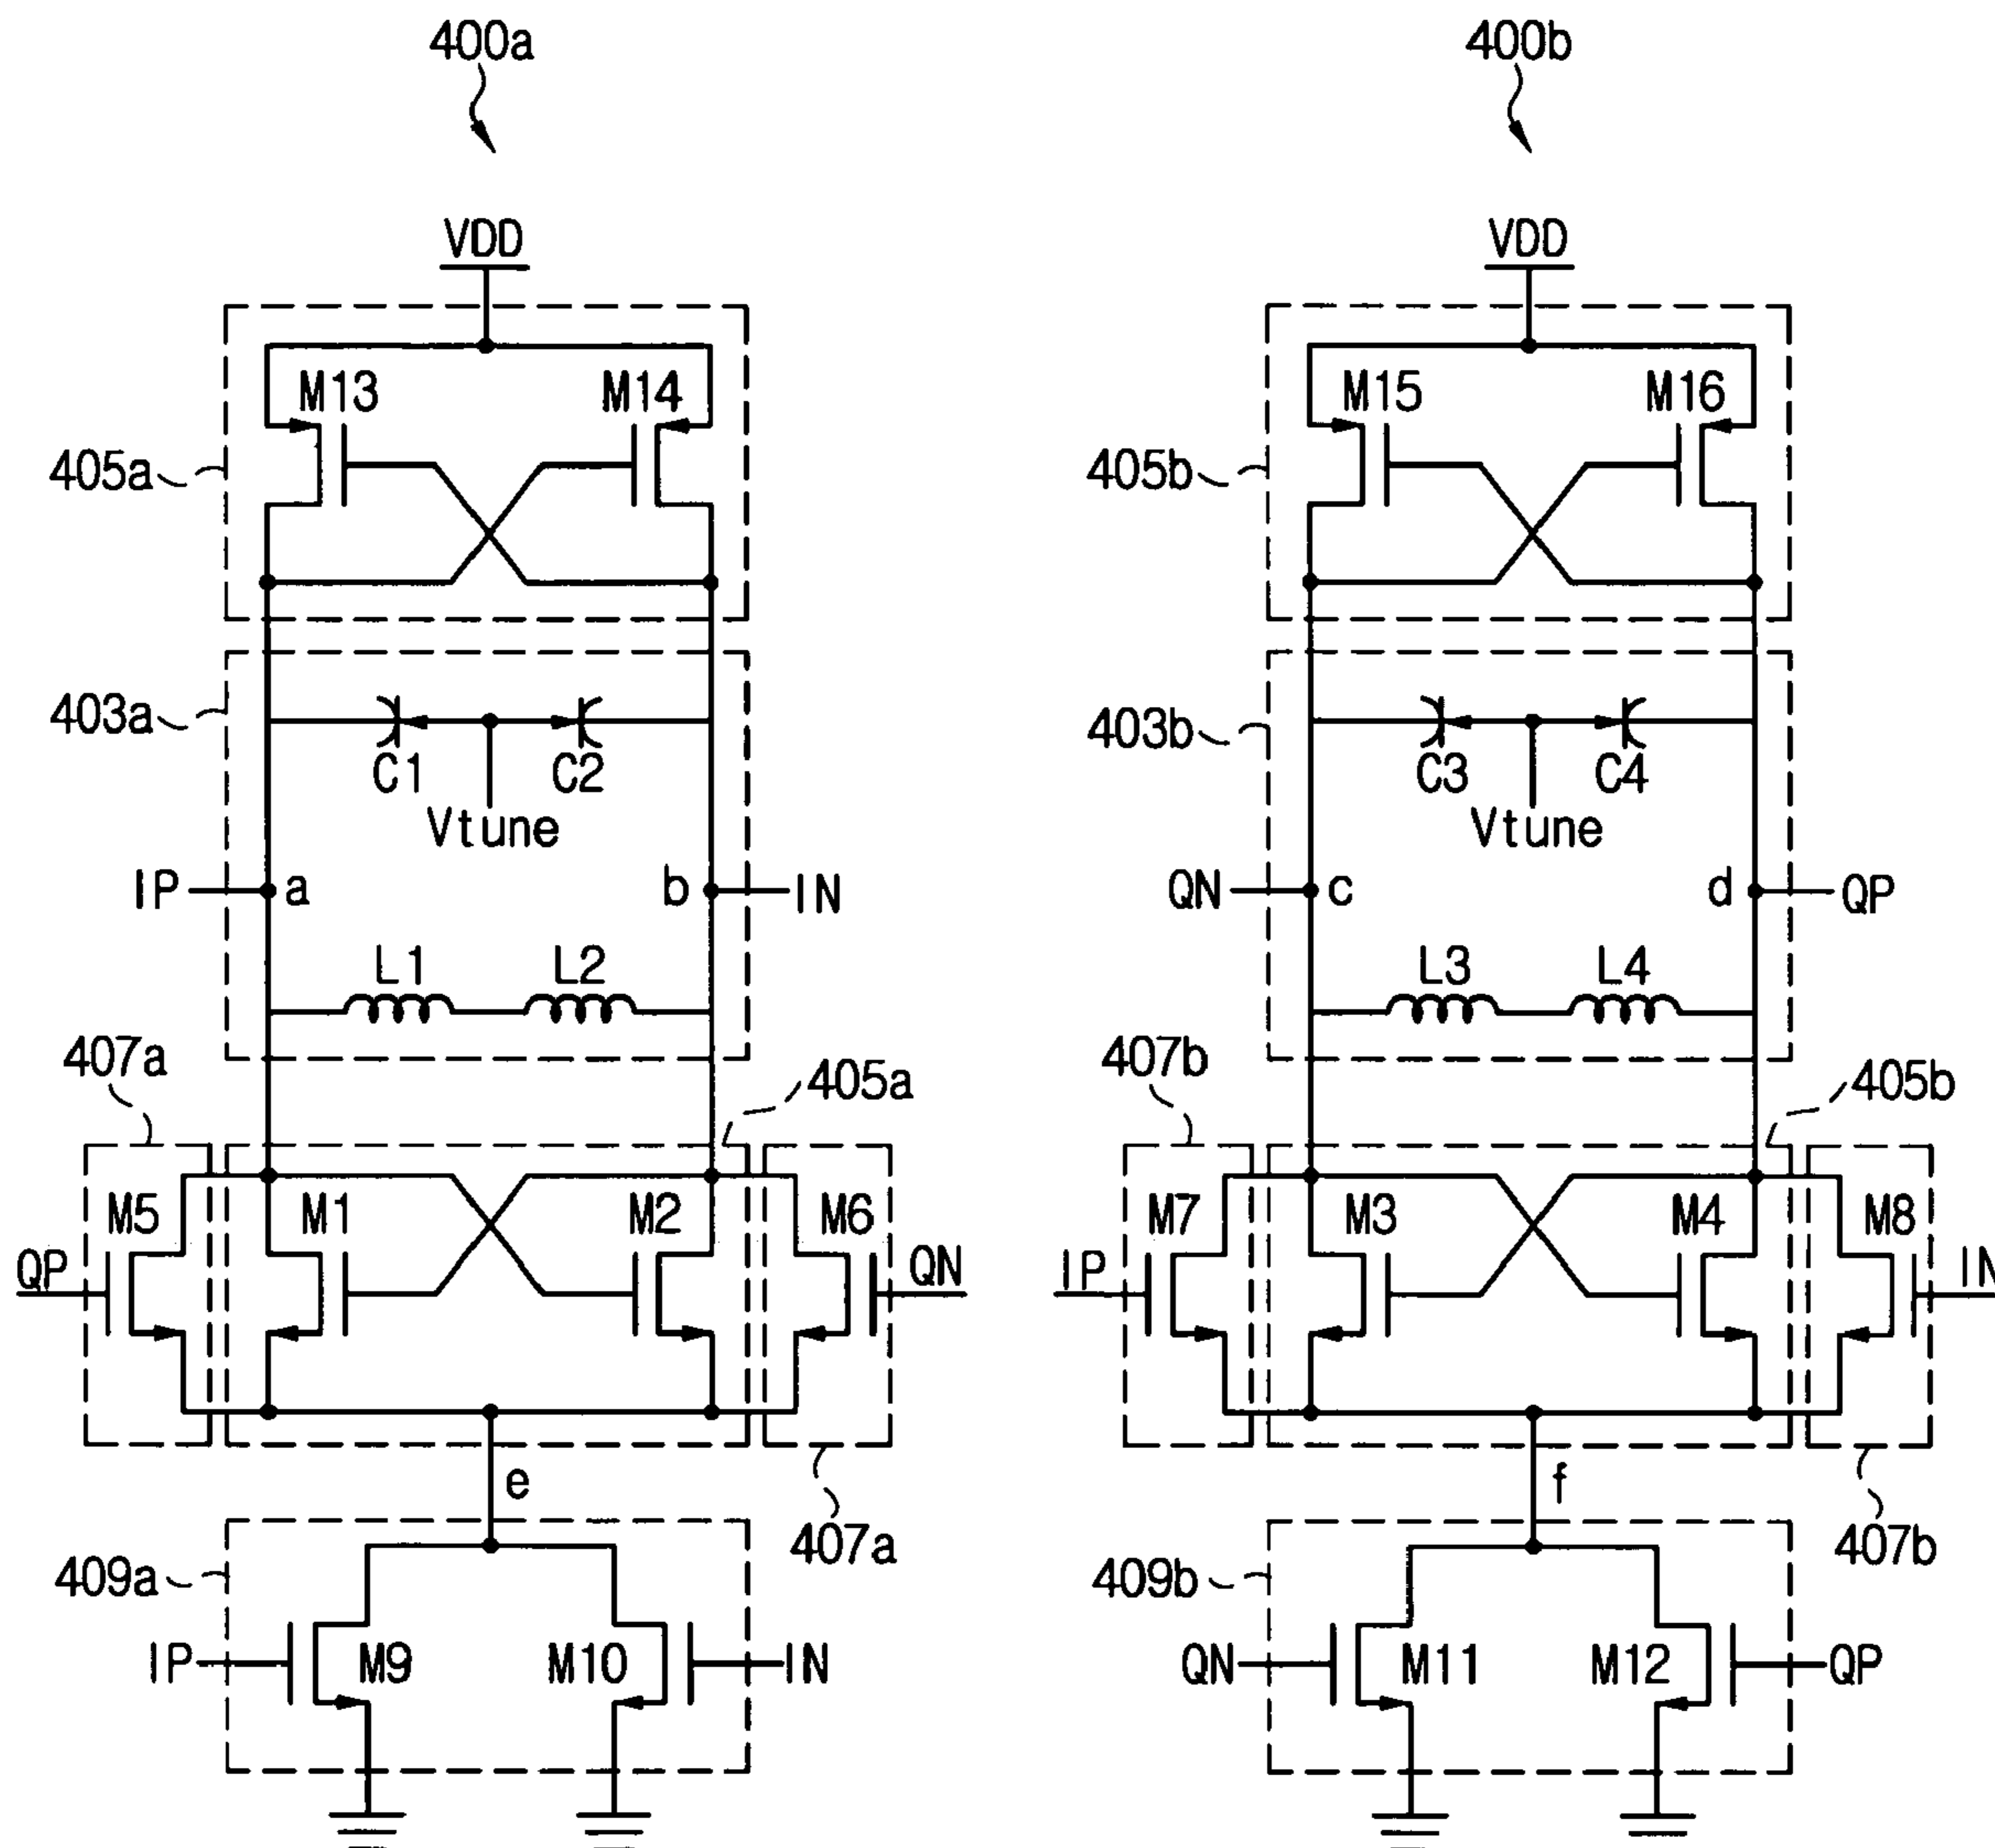 400a 400b
VDD VDD
M13 M14 M15 M16
405a 405b
403a C1 C2 403b C3 C4
Vtune Vtune
IP a b IN QN c d QP
L1 L2 L3 L4
407a 405a 407b 405b
M5 M1 M2 M6 M7 M3 M4 M8
QP QN IP IN
e f
407a 407b
409a 409b
IP M9 M10 IN QN M11 M12 QP